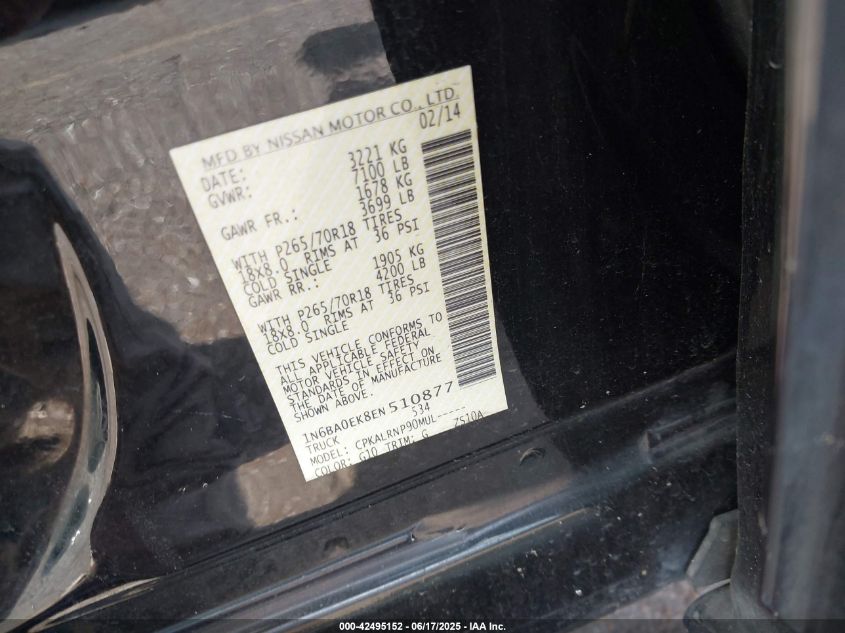 MFD BY NISSAN MOTOR CO., LTD.
DATE: 02/14
GVWR: 3221 KG
7100 LB
GAWR FR.: 1678 KG
3699 LB
WITH P265/70R18 TIRES
18X8.0 RIMS AT 36 PSI
COLD SINGLE
GAWR RR.: 1905 KG
4200 LB
WITH P265/70R18 TIRES
18X8.0 RIMS AT 36 PSI
COLD SINGLE
THIS VEHICLE CONFORMS TO
ALL APPLICABLE FEDERAL
MOTOR VEHICLE SAFETY
STANDARDS IN EFFECT ON
THE DATE OF MANUFACTURE
SHOWN ABOVE.
1N6BA0EK8EN510877
TRUCK 534
MODEL: CPKALRNP90MUL-----
COLOR: G10 TRIM: G ZS10A
000-42495152 - 06/17/2025 - IAA Inc.